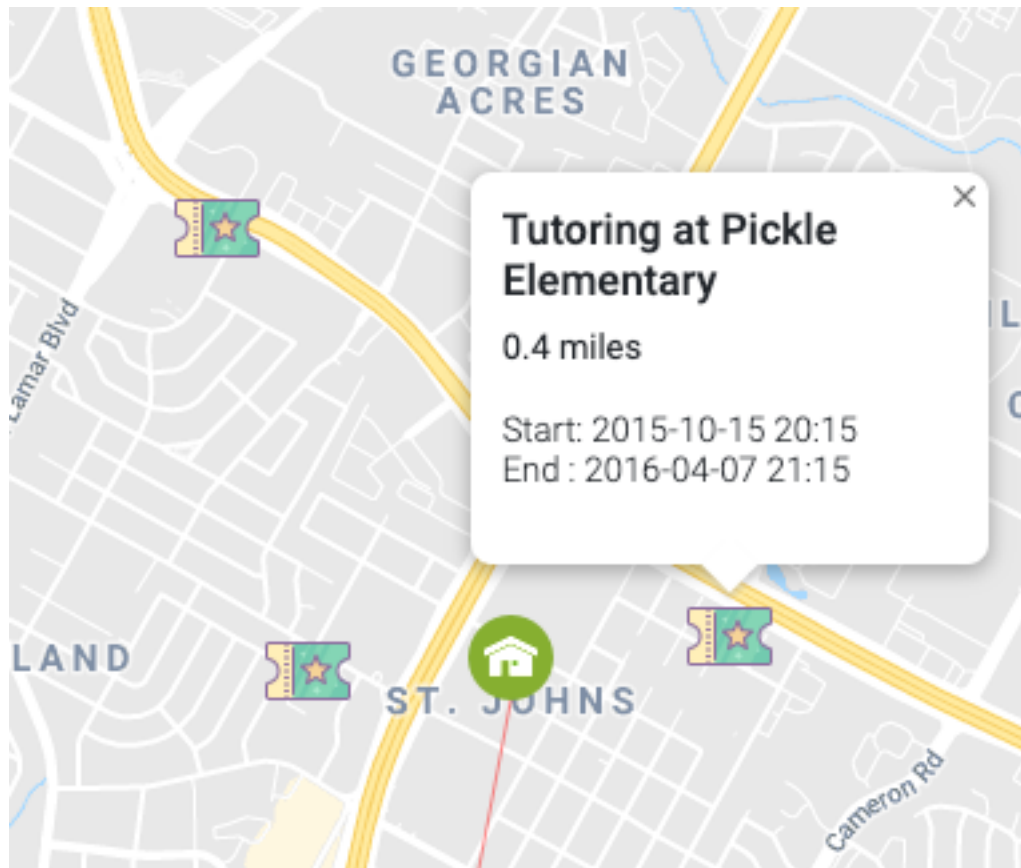 GEORGIAN
ACRES
Tutoring at Pickle
Elementary
0.4 miles
Start: 2015-10-15 20:15
End : 2016-04-07 21:15
Lamar Blvd
LAND
ST. JOHNS
Cameron Rd